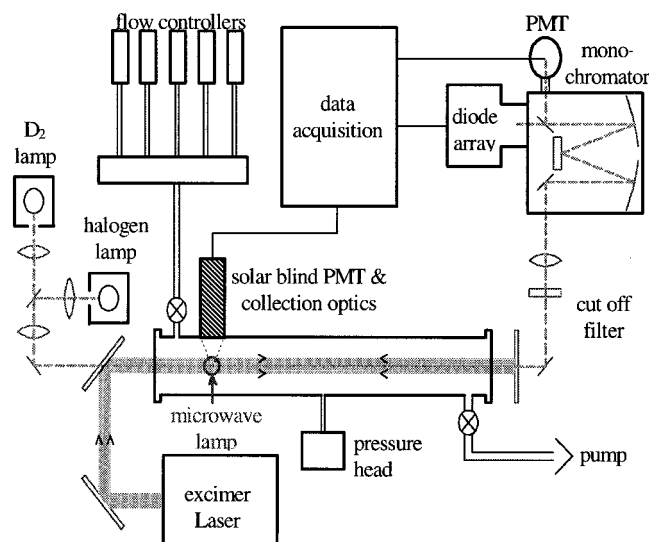 flow controllers
PMT
mono-
chromator
data
acquisition
diode
array
D2
lamp
halogen
lamp
solar blind PMT &
collection optics
cut off
filter
microwave
lamp
pressure
head
pump
excimer
Laser